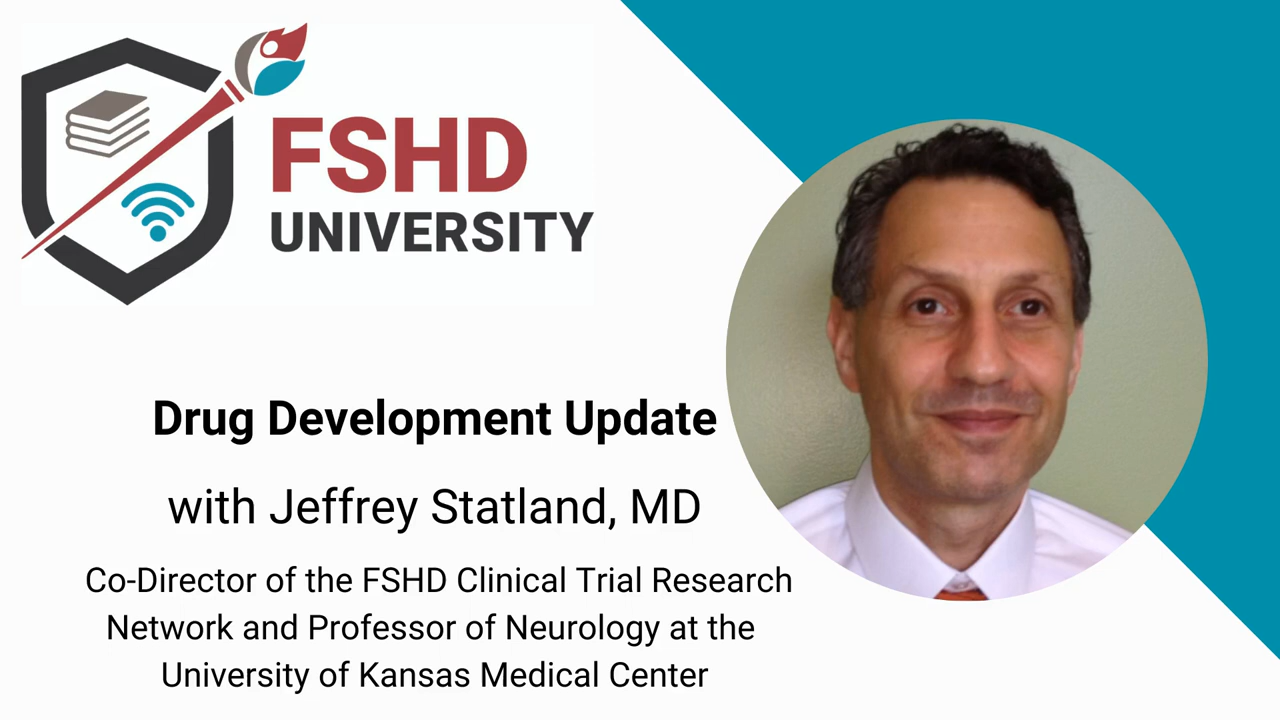 FSHD
UNIVERSITY
Drug Development Update
with Jeffrey Statland, MD
Co-Director of the FSHD Clinical Trial Research
Network and Professor of Neurology at the
University of Kansas Medical Center